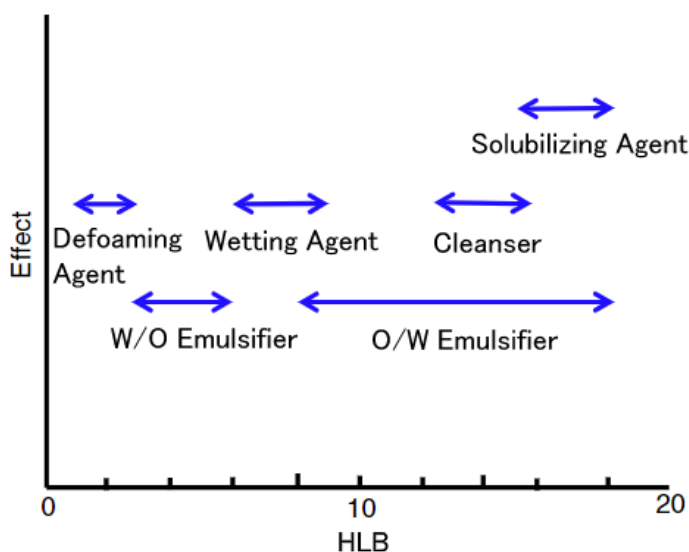 Solubilizing Agent
Defoaming
Agent
Wetting Agent
Cleanser
W/O Emulsifier
O/W Emulsifier
Effect
0
10
20
HLB